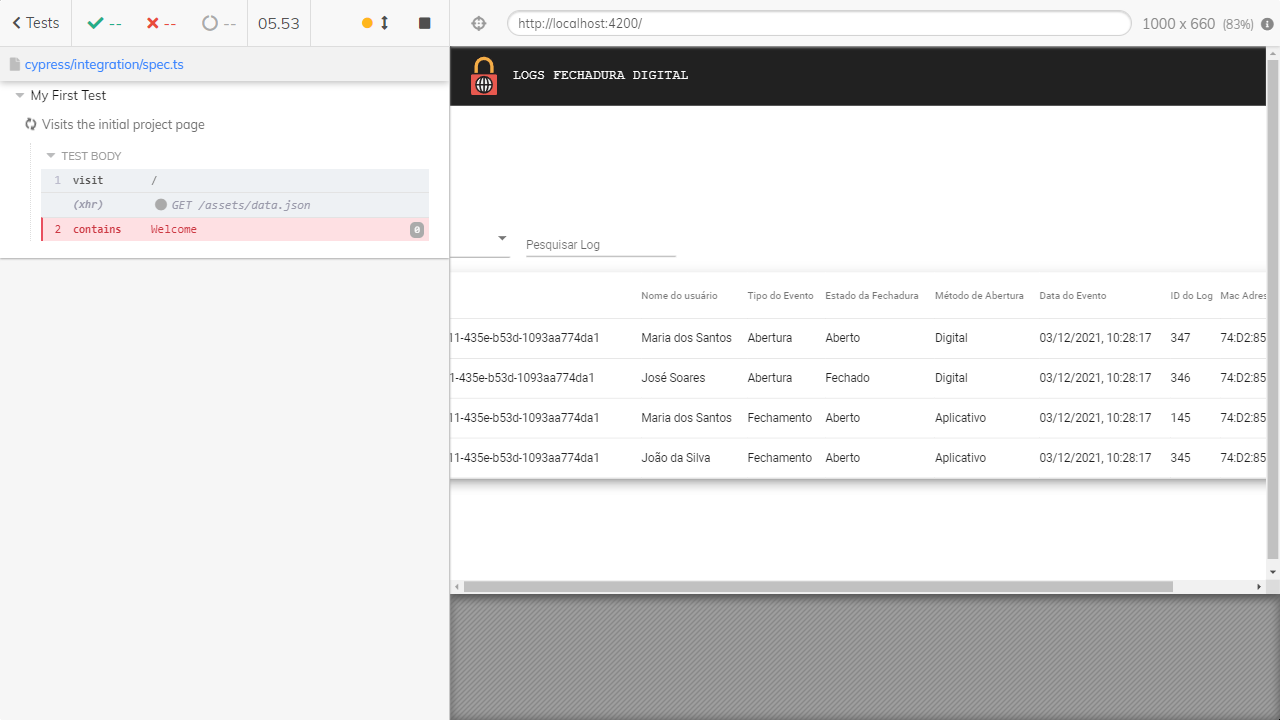 Tests -- -- -- 05.53
http://localhost:4200/ 1000 x 660 (83%)
cypress/integration/spec.ts
My First Test
Visits the initial project page
TEST BODY
1 visit /
(xhr) GET /assets/data.json
2 contains Welcome 0
LOGS FECHADURA DIGITAL
Pesquisar Log
Nome do usuário Tipo do Evento Estado da Fechadura Método de Abertura Data do Evento ID do Log Mac Adres
11-435e-b53d-1093aa774da1 Maria dos Santos Abertura Aberto Digital 03/12/2021, 10:28:17 347 74:D2:85
1-435e-b53d-1093aa774da1 José Soares Abertura Fechado Digital 03/12/2021, 10:28:17 346 74:D2:85
11-435e-b53d-1093aa774da1 Maria dos Santos Fechamento Aberto Aplicativo 03/12/2021, 10:28:17 145 74:D2:85
11-435e-b53d-1093aa774da1 João da Silva Fechamento Aberto Aplicativo 03/12/2021, 10:28:17 345 74:D2:85